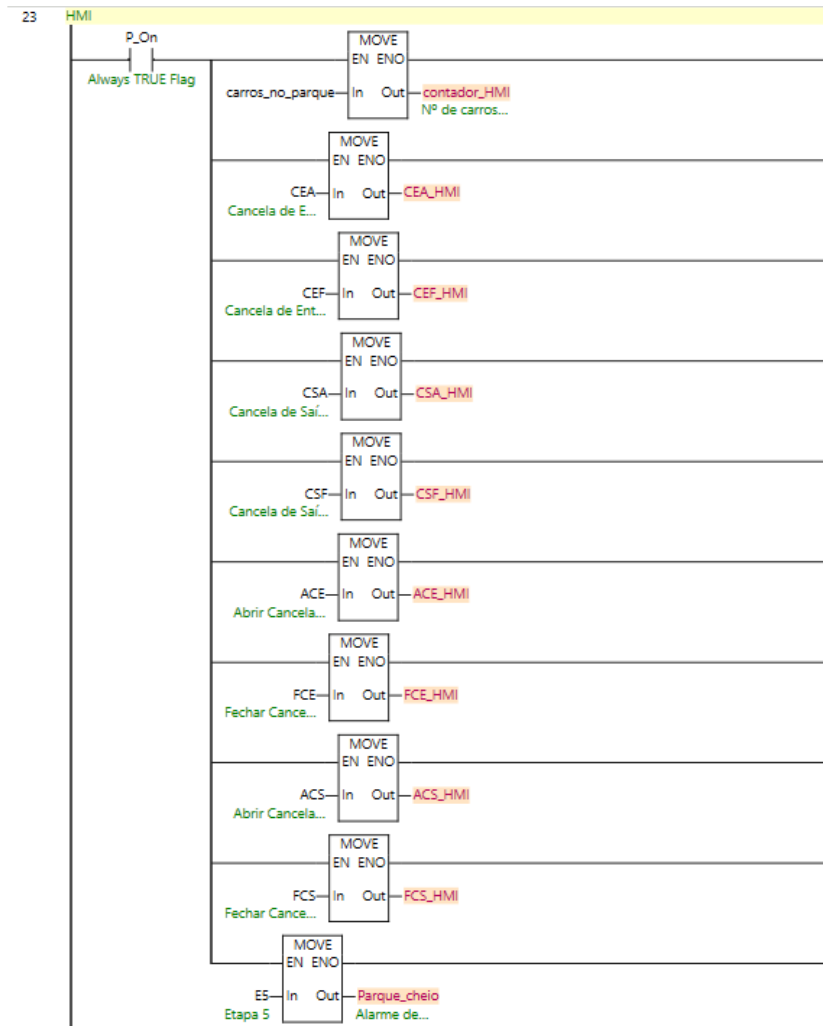 23 HMI
P_On
Always TRUE Flag
MOVE
EN ENO
carros_no_parque In Out contador_HMI
Nº de carros...
MOVE
EN ENO
CEA In Out CEA_HMI
Cancela de E...
MOVE
EN ENO
CEF In Out CEF_HMI
Cancela de Ent...
MOVE
EN ENO
CSA In Out CSA_HMI
Cancela de Saí...
MOVE
EN ENO
CSF In Out CSF_HMI
Cancela de Saí...
MOVE
EN ENO
ACE In Out ACE_HMI
Abrir Cancela...
MOVE
EN ENO
FCE In Out FCE_HMI
Fechar Cance...
MOVE
EN ENO
ACS In Out ACS_HMI
Abrir Cancela...
MOVE
EN ENO
FCS In Out FCS_HMI
Fechar Cance...
MOVE
EN ENO
E5 In Out Parque_cheio
Etapa 5 Alarme de...